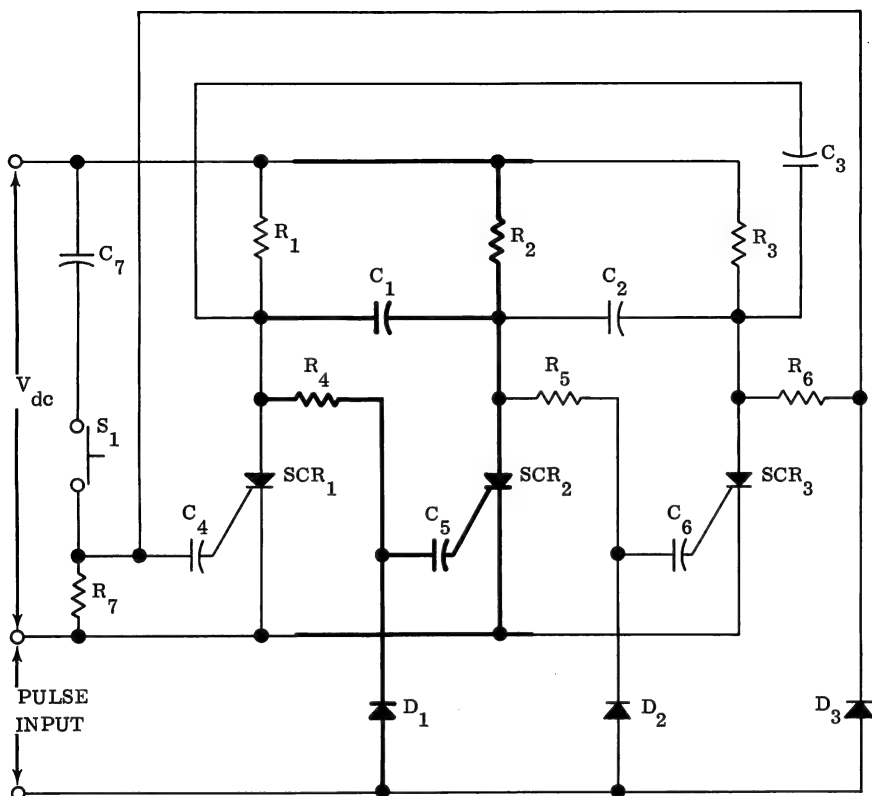 C3
R1
R2
R3
C7
C1
C2
R4
R5
R6
Vdc
S1
SCR1
SCR2
SCR3
C4
C5
C6
R7
PULSE
INPUT
D1
D2
D3